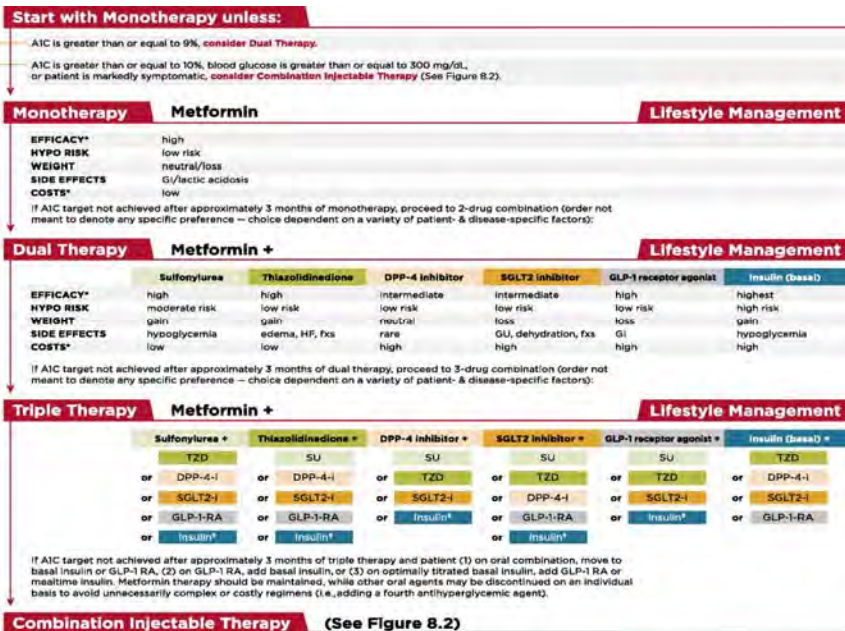 Start with Monotherapy unless:
A1C is greater than or equal to 9%, consider Dual Therapy.
A1C is greater than or equal to 10%, blood glucose is greater than or equal to 300 mg/dL,
or patient is markedly symptomatic, consider Combination Injectable Therapy (See Figure 8.2).
Monotherapy Metformin Lifestyle Management
EFFICACY* high
HYPO RISK low risk
WEIGHT neutral/loss
SIDE EFFECTS GI/lactic acidosis
COSTS* low
If A1C target not achieved after approximately 3 months of monotherapy, proceed to 2-drug combination (order not
meant to denote any specific preference — choice dependent on a variety of patient- & disease-specific factors):
Dual Therapy Metformin + Lifestyle Management
Sulfonylurea Thiazolidinedione DPP-4 inhibitor SGLT2 inhibitor GLP-1 receptor agonist Insulin (basal)
EFFICACY* high high intermediate intermediate high highest
HYPO RISK moderate risk low risk low risk low risk low risk high risk
WEIGHT gain gain neutral loss loss gain
SIDE EFFECTS hypoglycemia edema, HF, fxs rare GU, dehydration, fxs GI hypoglycemia
COSTS* low low high high high high
If A1C target not achieved after approximately 3 months of dual therapy, proceed to 3-drug combination (order not
meant to denote any specific preference — choice dependent on a variety of patient- & disease-specific factors):
Triple Therapy Metformin + Lifestyle Management
Sulfonylurea + Thiazolidinedione + DPP-4 inhibitor + SGLT2 inhibitor + GLP-1 receptor agonist + Insulin (basal) +
TZD SU SU SU SU TZD
or DPP-4-i or DPP-4-i or TZD or TZD or TZD or DPP-4-i
or SGLT2-i or SGLT2-i or SGLT2-i or DPP-4-i or SGLT2-i or SGLT2-i
or GLP-1-RA or GLP-1-RA or Insulin§ or GLP-1-RA or Insulin§ or GLP-1-RA
or Insulin§ or Insulin§ or Insulin§
If A1C target not achieved after approximately 3 months of triple therapy and patient (1) on oral combination, move to
basal insulin or GLP-1 RA, (2) on GLP-1 RA, add basal insulin, or (3) on optimally titrated basal insulin, add GLP-1 RA or
mealtime insulin. Metformin therapy should be maintained, while other oral agents may be discontinued on an individual
basis to avoid unnecessarily complex or costly regimens (i.e., adding a fourth antihyperglycemic agent).
Combination Injectable Therapy (See Figure 8.2)